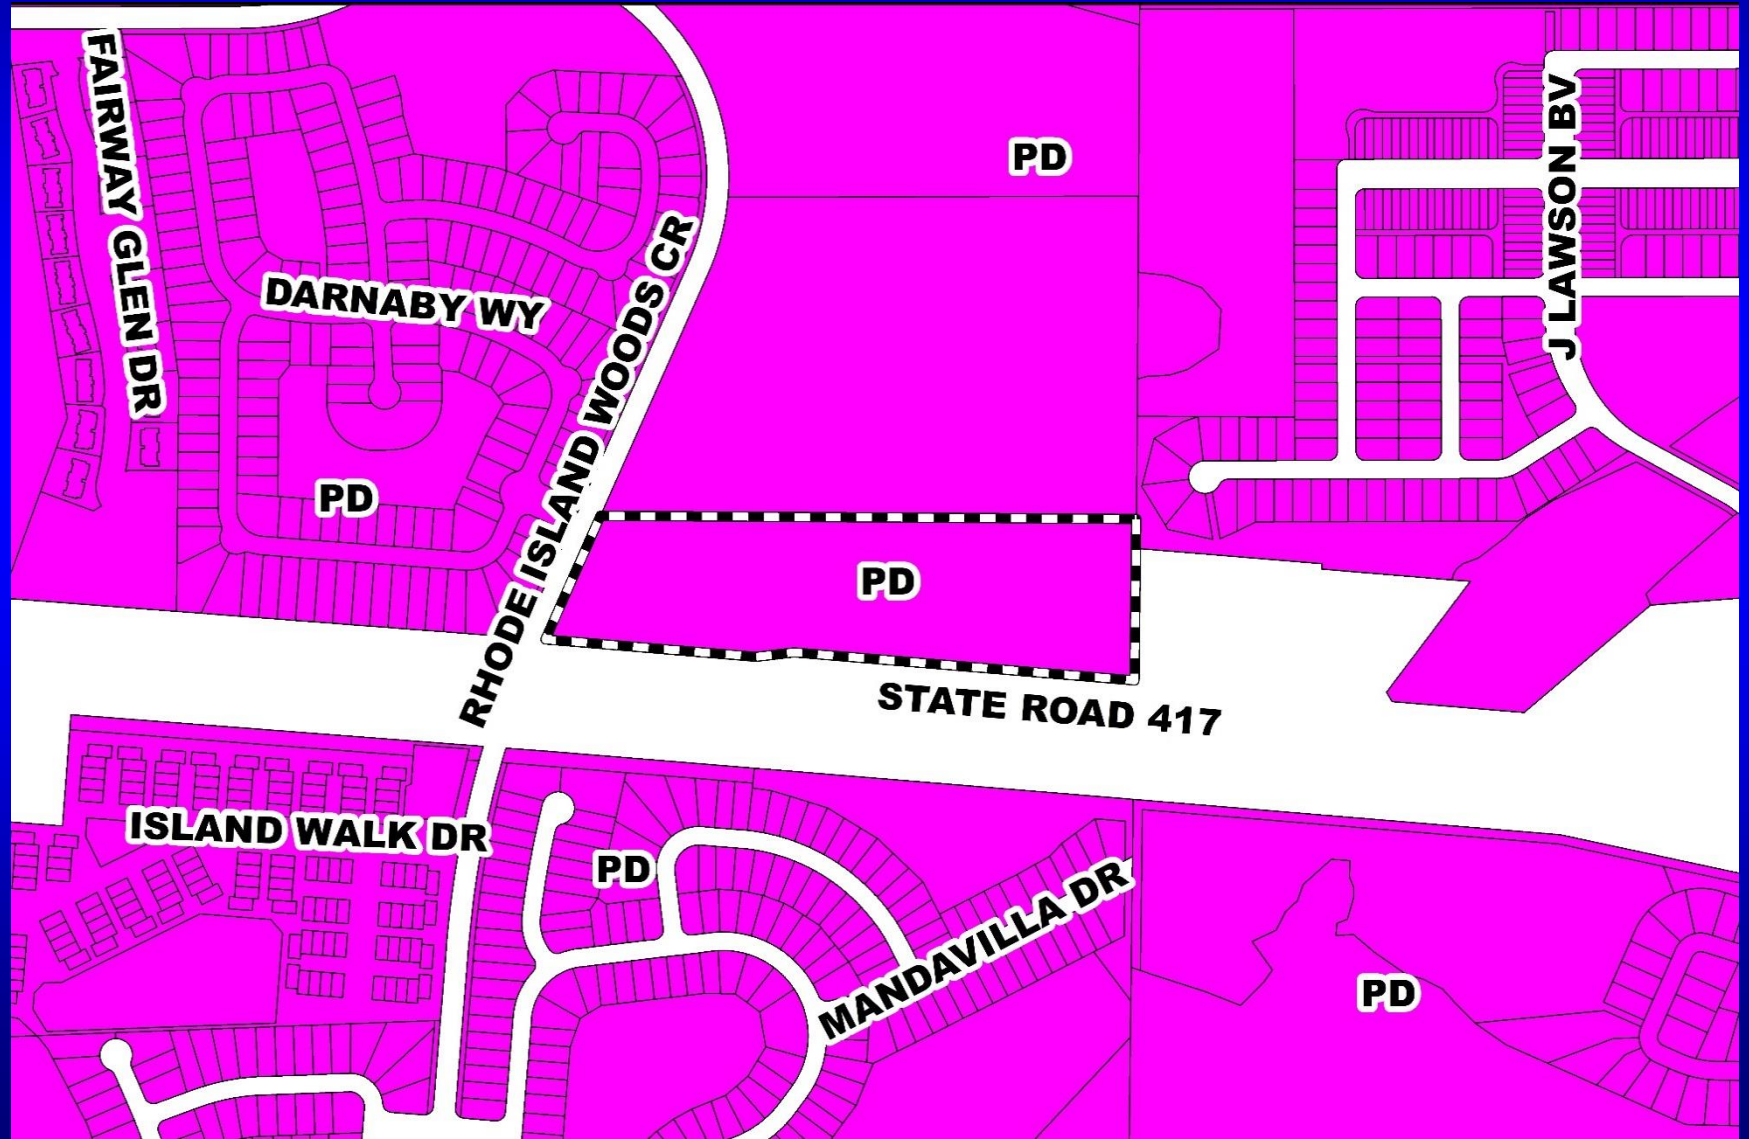 FAIRWAY GLEN DR
PD
J LAWSON BV
DARNABY WY
RHODE ISLAND WOODS CR
PD
PD
STATE ROAD 417
ISLAND WALK DR
PD
MANDAVILLA DR
PD